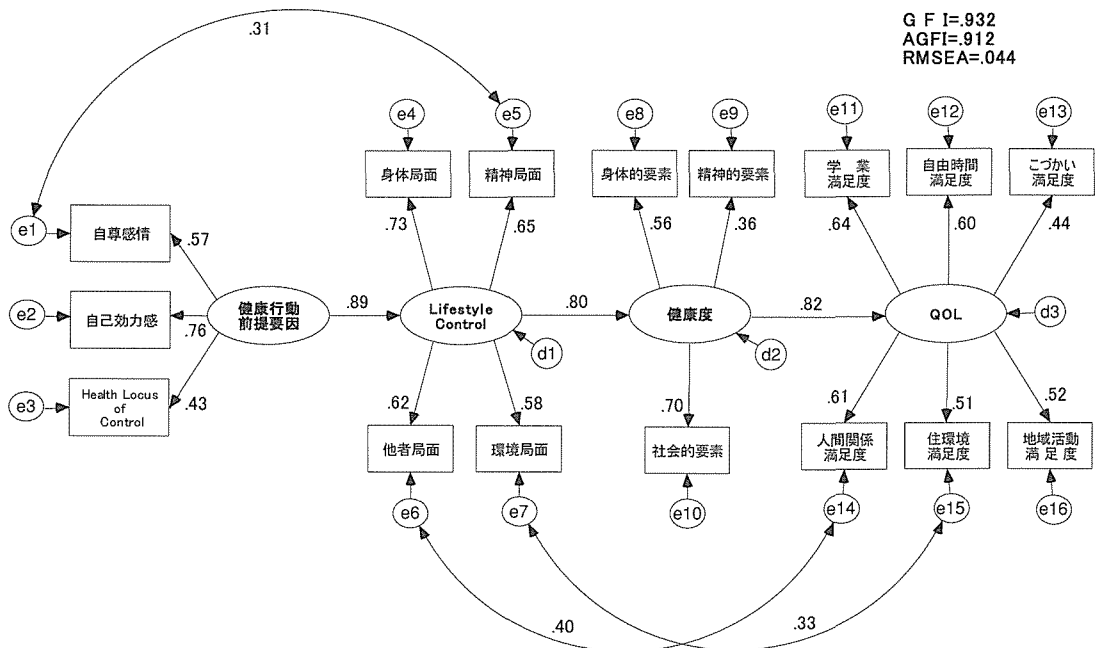 .31
G F I=.932
AGFI=.912
RMSEA=.044
e4
e5
e8
e9
e11
e12
e13
身体局面
精神局面
身体的要素
精神的要素
学 業
満足度
自由時間
満足度
こづかい
満足度
e1
自尊感情
.57
.73
.65
.56
.36
.64
.60
.44
e2
自己効力感
.76
健康行動
前提要因
.89
Lifestyle
Control
.80
健康度
.82
QOL
d3
d1
d2
e3
Health Locus
of
Control
.43
.62
.58
.70
.61
.51
.52
他者局面
環境局面
社会的要素
人間関係
満足度
住環境
満足度
地域活動
満 足 度
e6
e7
e10
e14
e15
e16
.40
.33